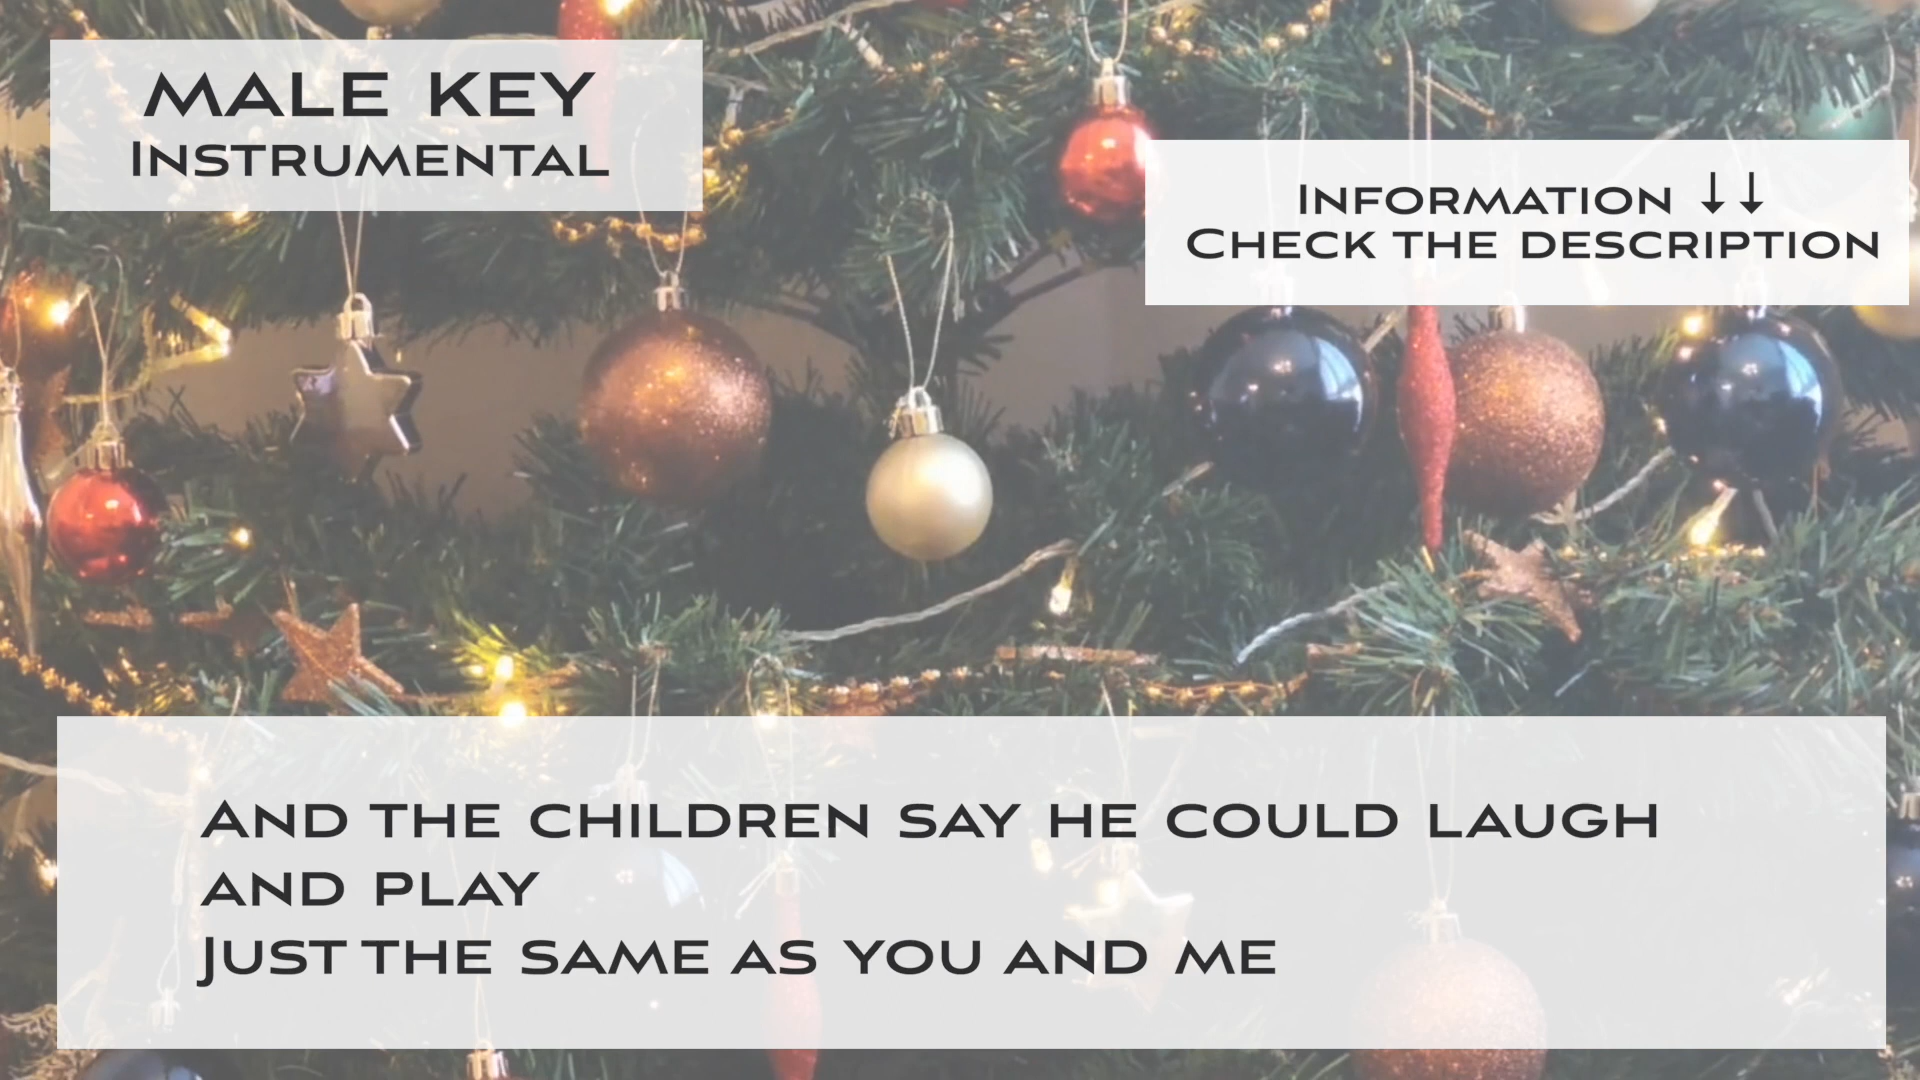 MALE KEY
INSTRUMENTAL
INFORMATION ↓↓
CHECK THE DESCRIPTION
AND THE CHILDREN SAY HE COULD LAUGH
AND PLAY
JUST THE SAME AS YOU AND ME